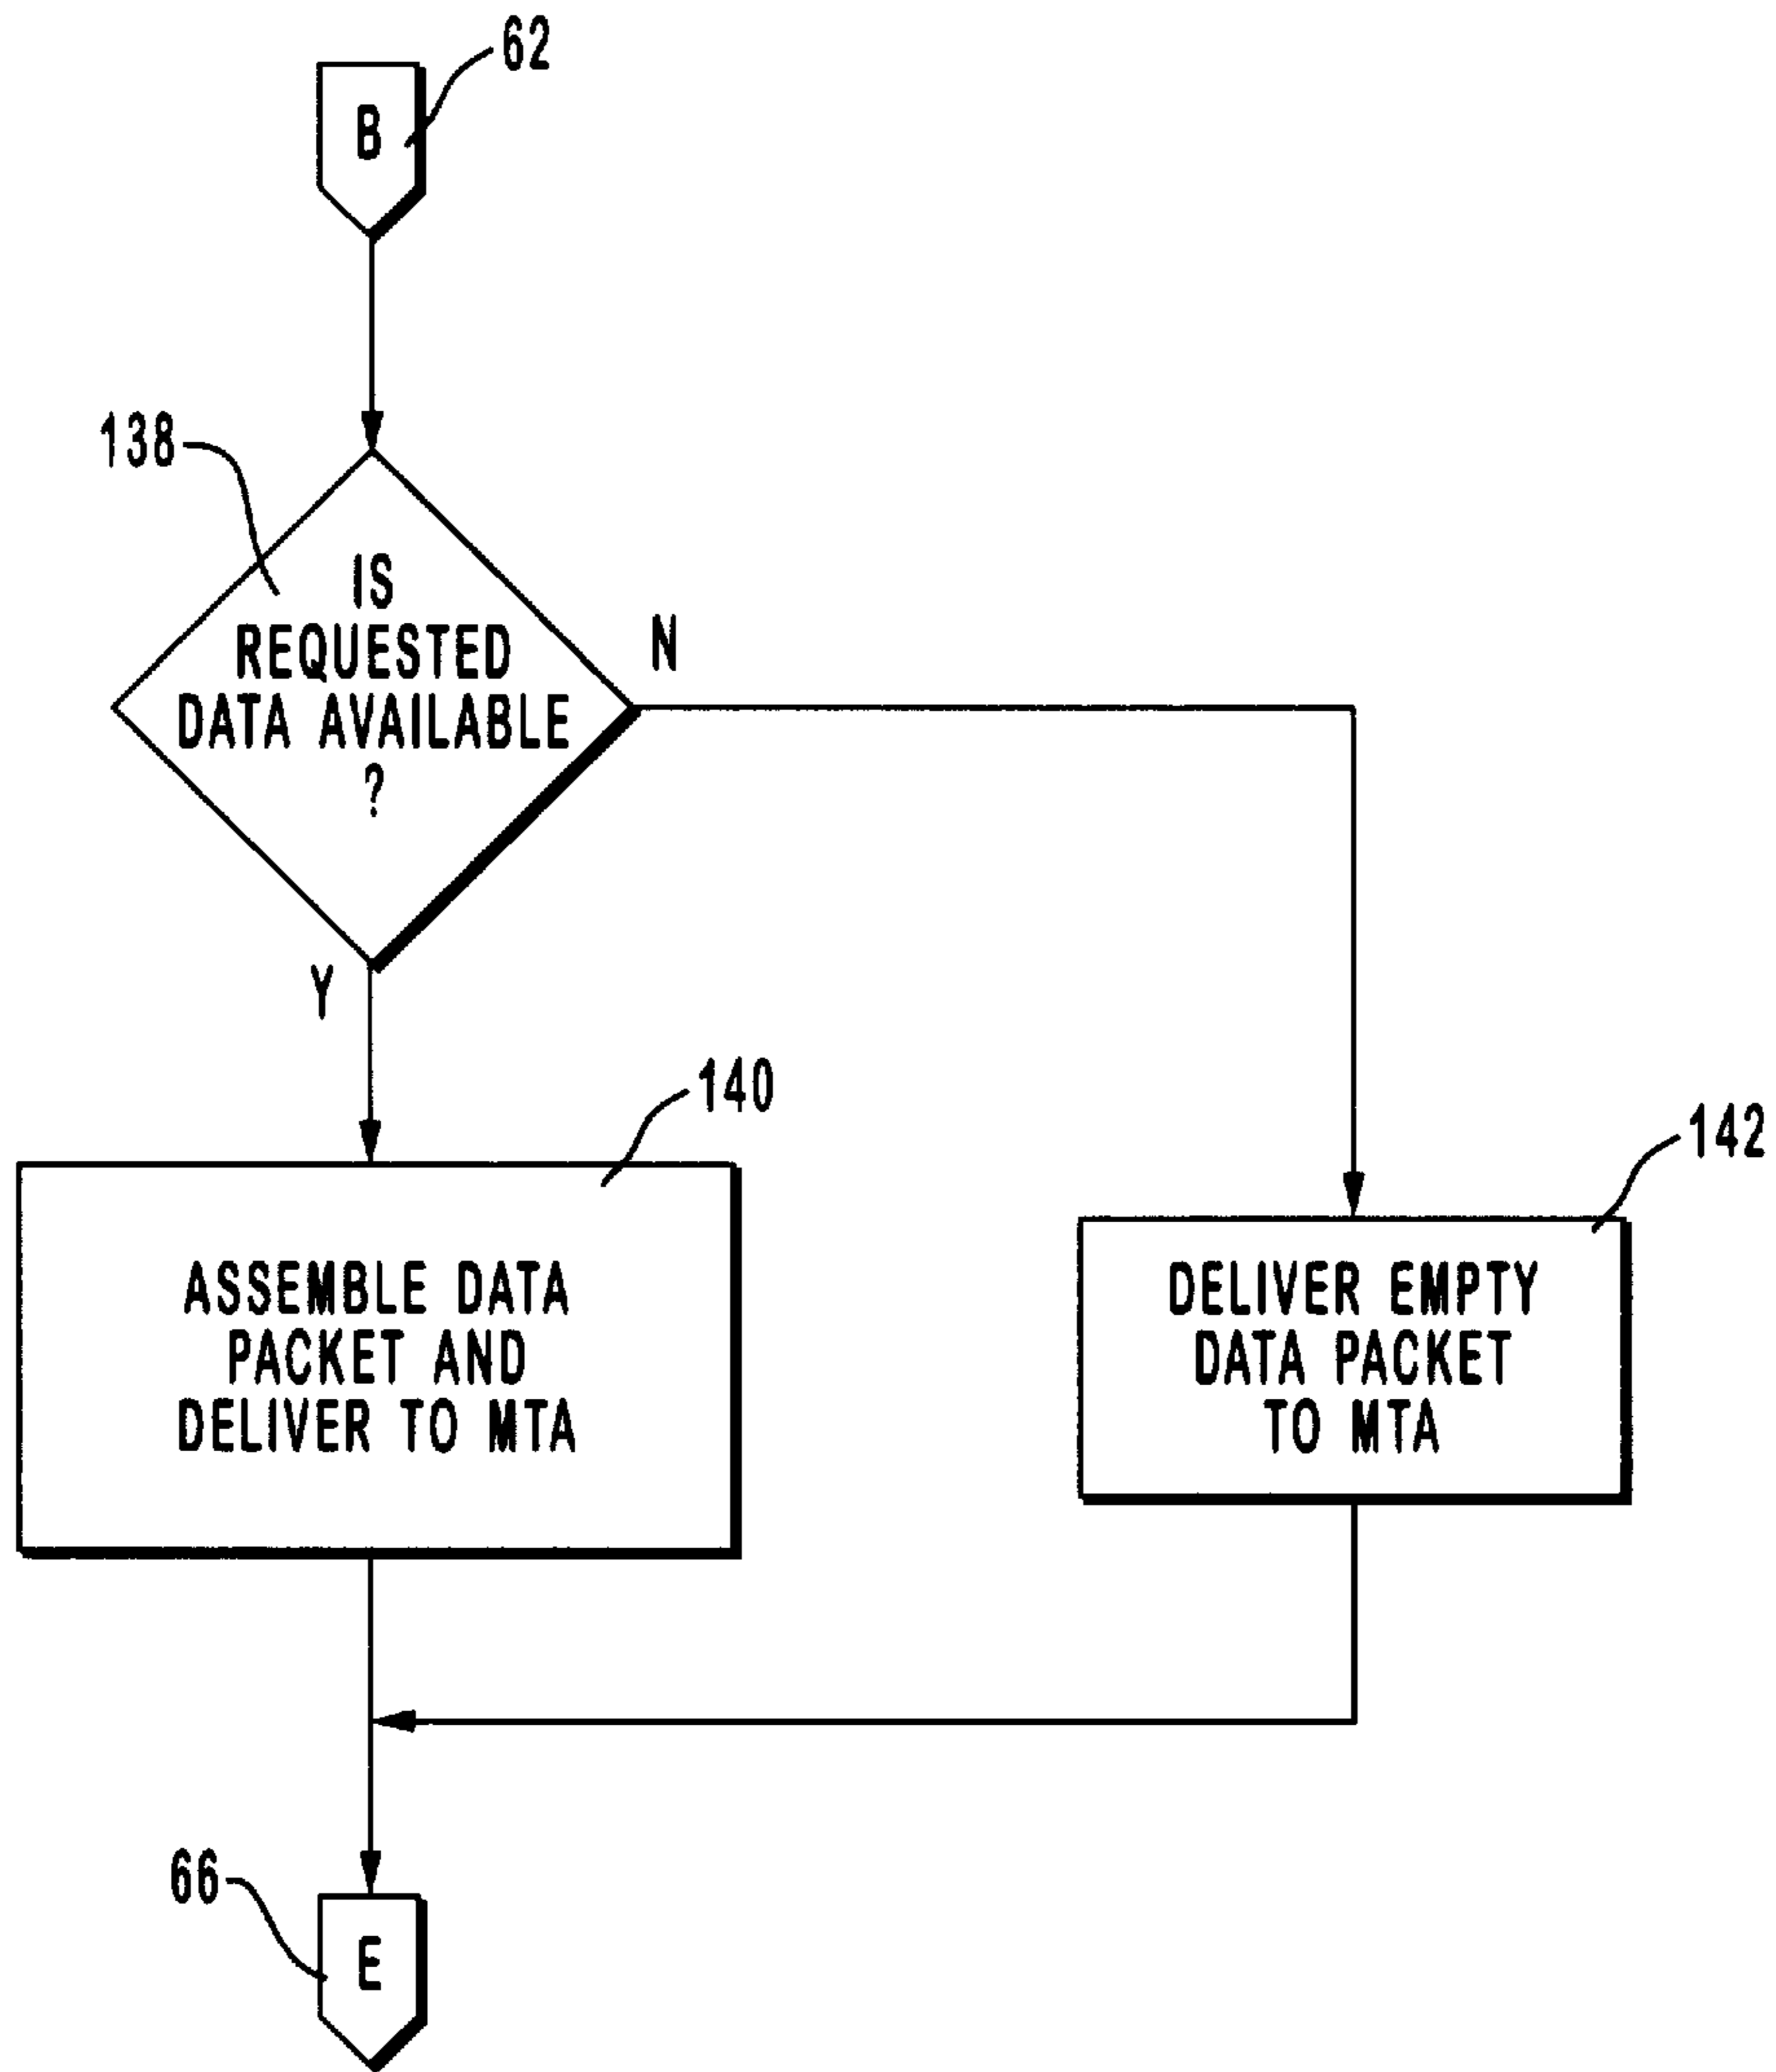 62
B
138
IS
REQUESTED
DATA AVAILABLE
?
N
Y
140
142
ASSEMBLE DATA
PACKET AND
DELIVER TO MTA
DELIVER EMPTY
DATA PACKET
TO MTA
66
E